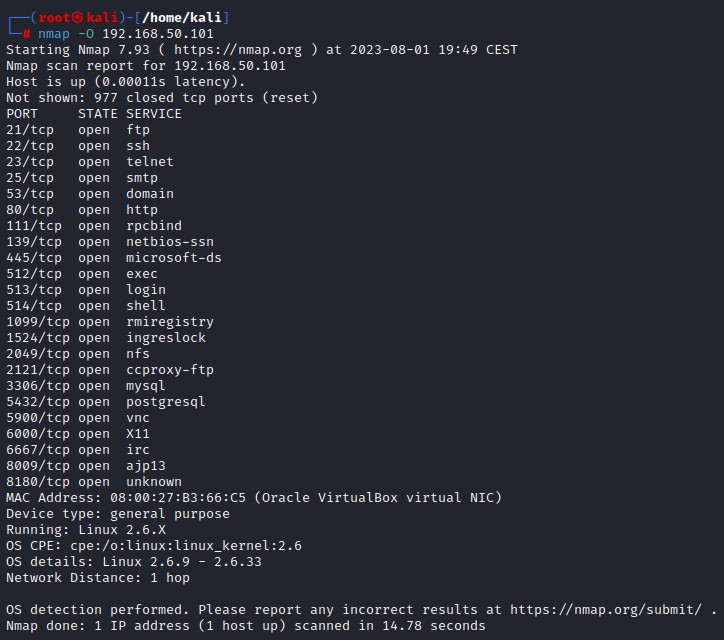 ┌──(root㉿kali)-[/home/kali]
└─# nmap -O 192.168.50.101
Starting Nmap 7.93 ( https://nmap.org ) at 2023-08-01 19:49 CEST
Nmap scan report for 192.168.50.101
Host is up (0.00011s latency).
Not shown: 977 closed tcp ports (reset)
PORT     STATE SERVICE
21/tcp   open  ftp
22/tcp   open  ssh
23/tcp   open  telnet
25/tcp   open  smtp
53/tcp   open  domain
80/tcp   open  http
111/tcp  open  rpcbind
139/tcp  open  netbios-ssn
445/tcp  open  microsoft-ds
512/tcp  open  exec
513/tcp  open  login
514/tcp  open  shell
1099/tcp open  rmiregistry
1524/tcp open  ingreslock
2049/tcp open  nfs
2121/tcp open  ccproxy-ftp
3306/tcp open  mysql
5432/tcp open  postgresql
5900/tcp open  vnc
6000/tcp open  X11
6667/tcp open  irc
8009/tcp open  ajp13
8180/tcp open  unknown
MAC Address: 08:00:27:B3:66:C5 (Oracle VirtualBox virtual NIC)
Device type: general purpose
Running: Linux 2.6.X
OS CPE: cpe:/o:linux:linux_kernel:2.6
OS details: Linux 2.6.9 - 2.6.33
Network Distance: 1 hop

OS detection performed. Please report any incorrect results at https://nmap.org/submit/ .
Nmap done: 1 IP address (1 host up) scanned in 14.78 seconds